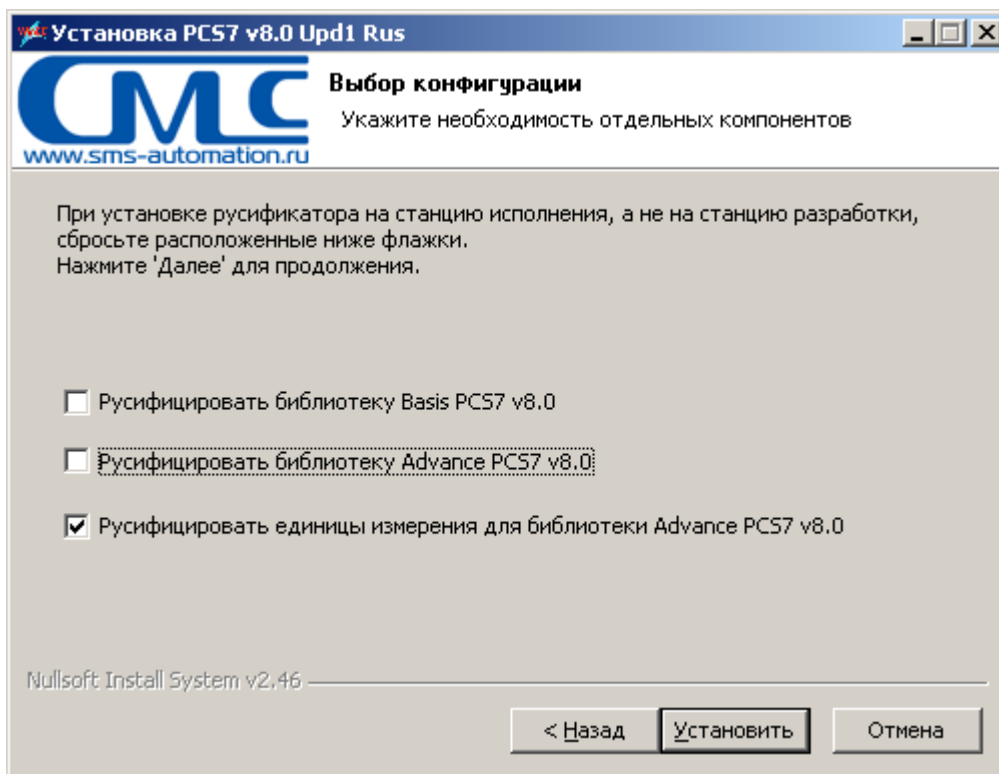 Установка PCS7 v8.0 Upd1 Rus
СМС
www.sms-automation.ru
Выбор конфигурации
Укажите необходимость отдельных компонентов
При установке русификатора на станцию исполнения, а не на станцию разработки,
сбросьте расположенные ниже флажки.
Нажмите 'Далее' для продолжения.
Русифицировать библиотеку Basis PCS7 v8.0
Русифицировать библиотеку Advance PCS7 v8.0
Русифицировать единицы измерения для библиотеки Advance PCS7 v8.0
Nullsoft Install System v2.46
< Назад
Установить
Отмена